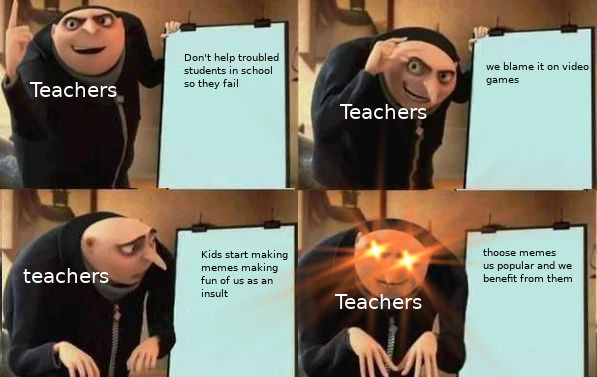 Teachers
Don't help troubled
students in school
so they fail
Teachers
we blame it on video
games
teachers
Kids start making
memes making
fun of us as an
insult
Teachers
thoose memes
us popular and we
benefit from them